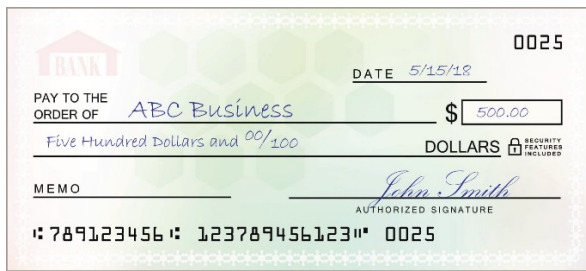 0025
BANK
DATE 5/15/18
PAY TO THE
ORDER OF ABC Business $ 500.00
Five Hundred Dollars and 00/100 DOLLARS SECURITY FEATURES INCLUDED
MEMO John Smith
AUTHORIZED SIGNATURE
⑆789123456⑆ 123789456123⑈ 0025